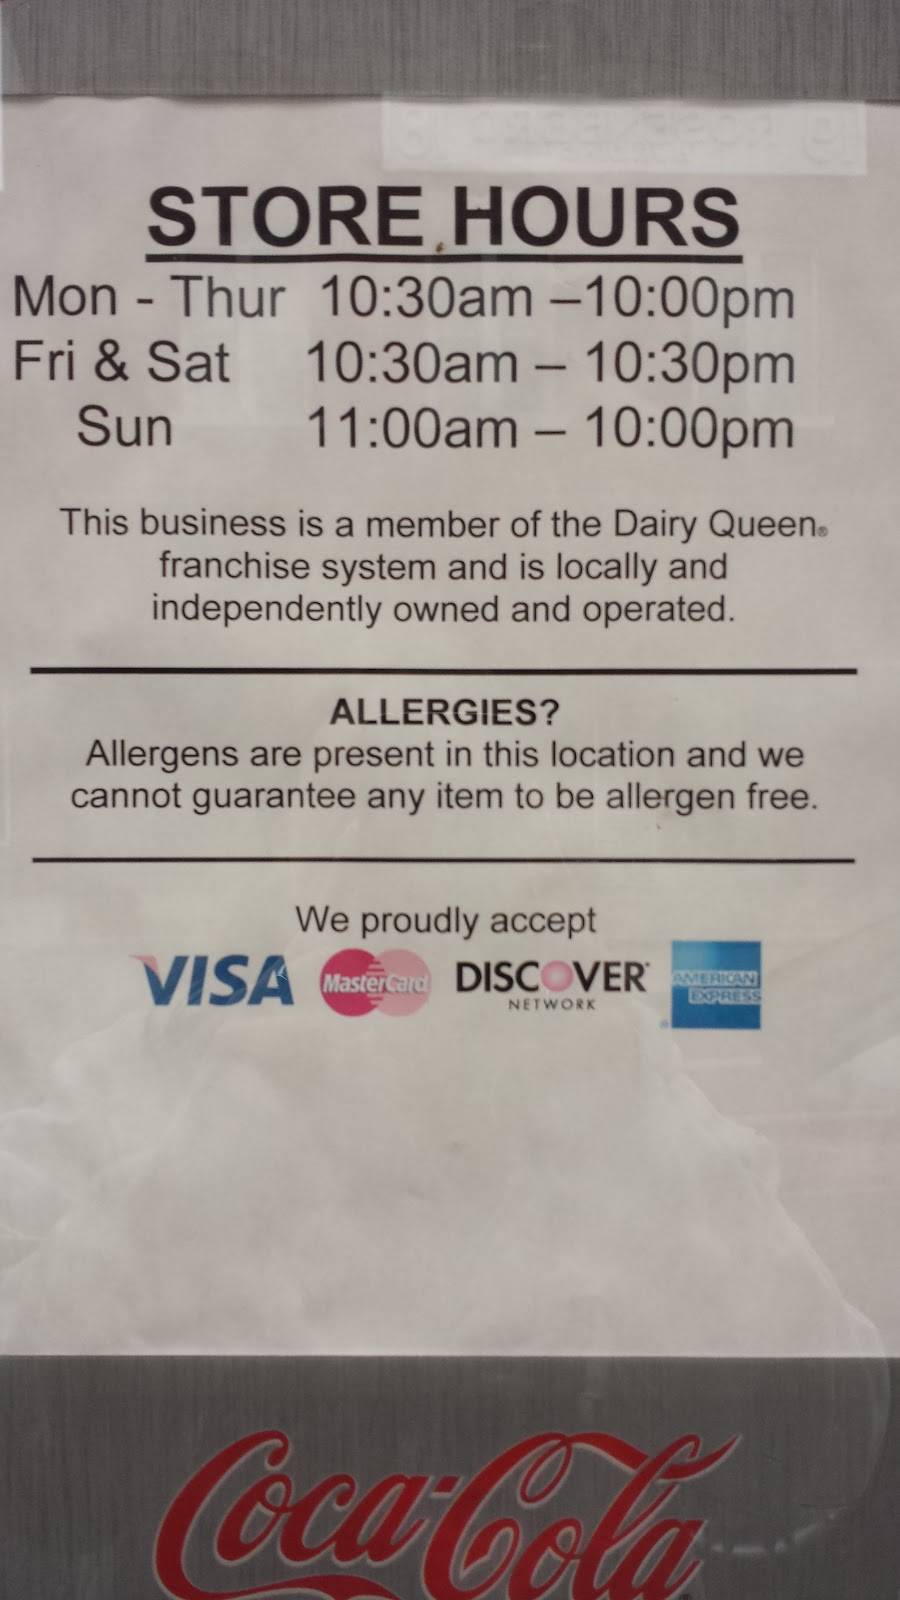 STORE HOURS
Mon - Thur 10:30am –10:00pm
Fri & Sat 10:30am – 10:30pm
Sun 11:00am – 10:00pm
This business is a member of the Dairy Queen®
franchise system and is locally and
independently owned and operated.
ALLERGIES?
Allergens are present in this location and we
cannot guarantee any item to be allergen free.
We proudly accept
VISA MasterCard DISCOVER NETWORK AMERICAN EXPRESS
Coca-Cola